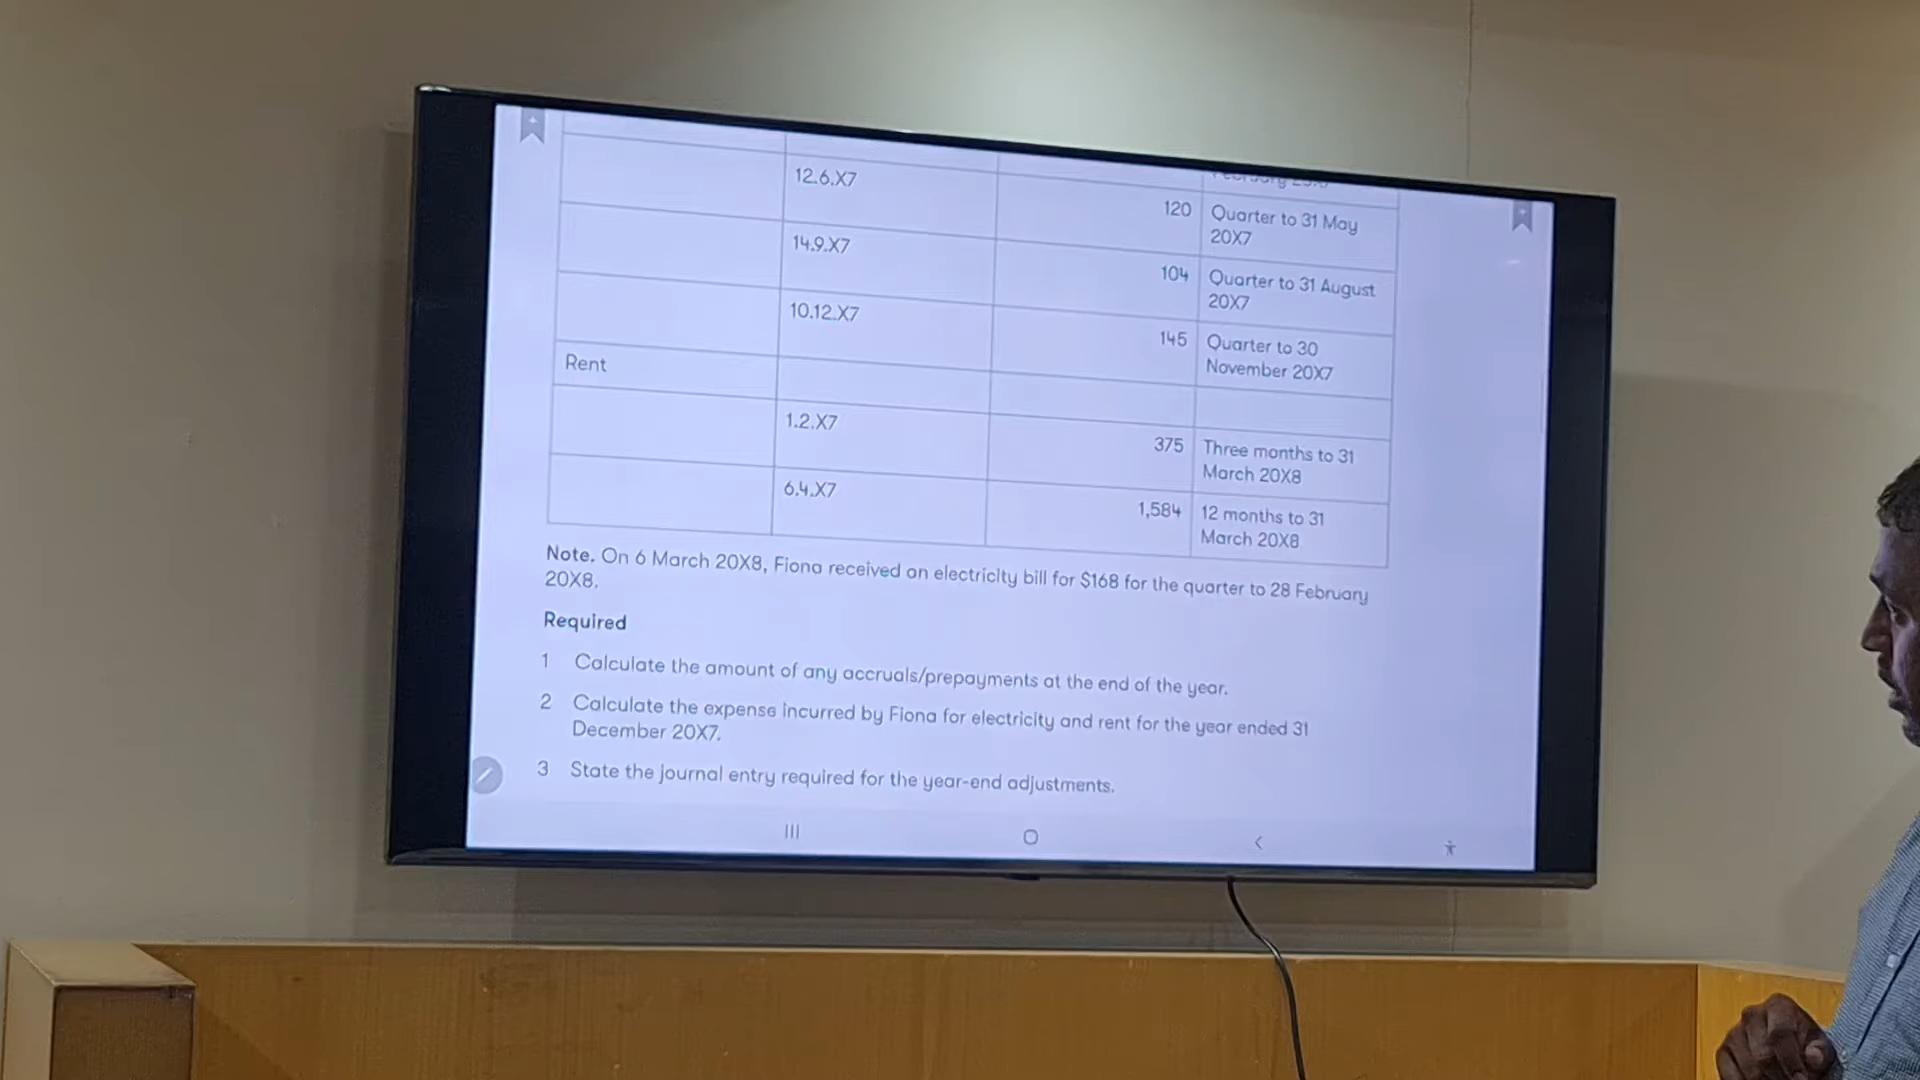 12.6.X7
120
Quarter to 31 May
20X7
14.9.X7
104
Quarter to 31 August
20X7
10.12.X7
145
Quarter to 30
November 20X7
Rent
1.2.X7
375
Three months to 31
March 20X8
6.4.X7
1,584
12 months to 31
March 20X8
Note. On 6 March 20X8, Fiona received an electricity bill for $168 for the quarter to 28 February
20X8.
Required
1 Calculate the amount of any accruals/prepayments at the end of the year.
2 Calculate the expense incurred by Fiona for electricity and rent for the year ended 31
December 20X7.
3 State the journal entry required for the year-end adjustments.